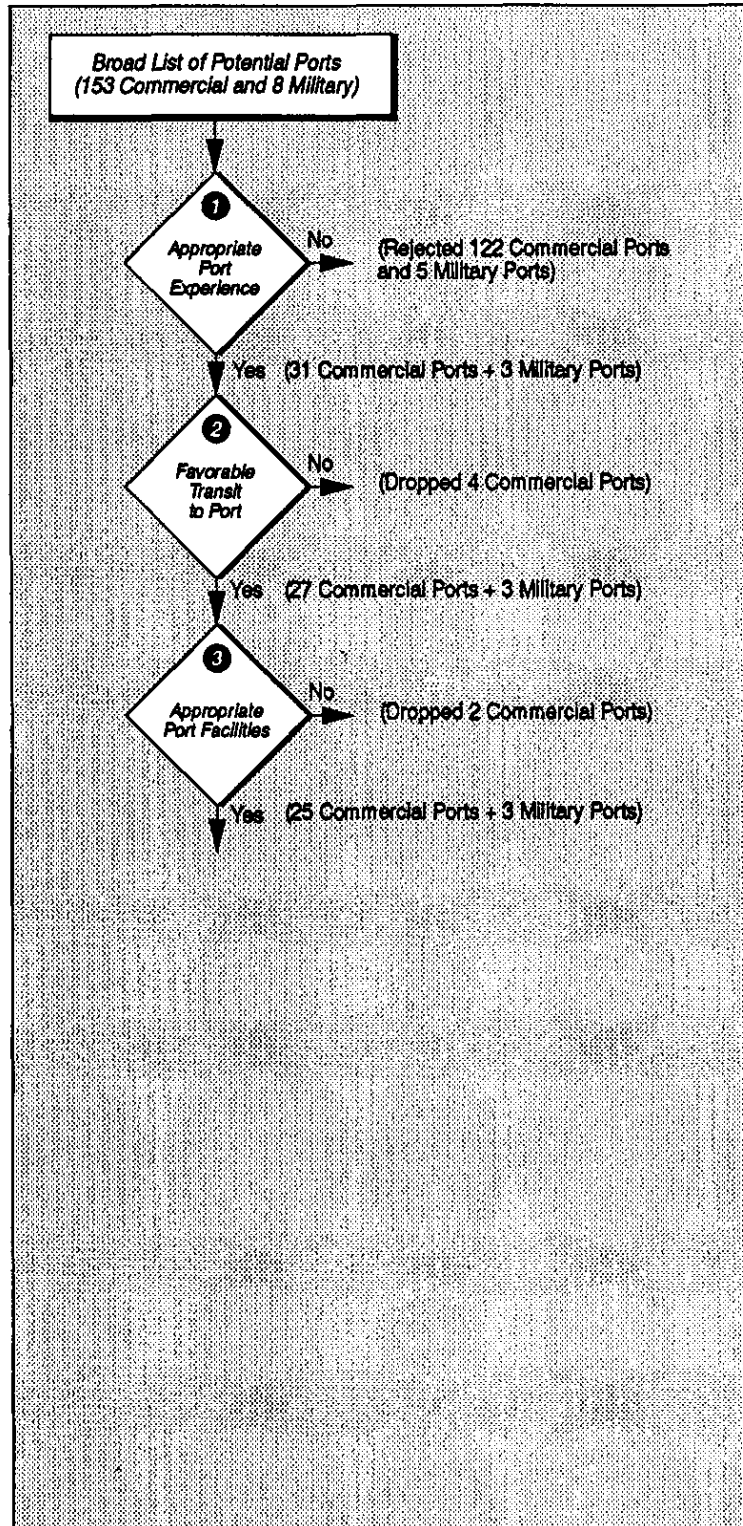 Broad List of Potential Ports
(153 Commercial and 8 Military)
1
Appropriate
Port
Experience
No
(Rejected 122 Commercial Ports
and 5 Military Ports)
Yes (31 Commercial Ports + 3 Military Ports)
2
Favorable
Transit
to Port
No
(Dropped 4 Commercial Ports)
Yes (27 Commercial Ports + 3 Military Ports)
3
Appropriate
Port Facilities
No
(Dropped 2 Commercial Ports)
Yes (25 Commercial Ports + 3 Military Ports)